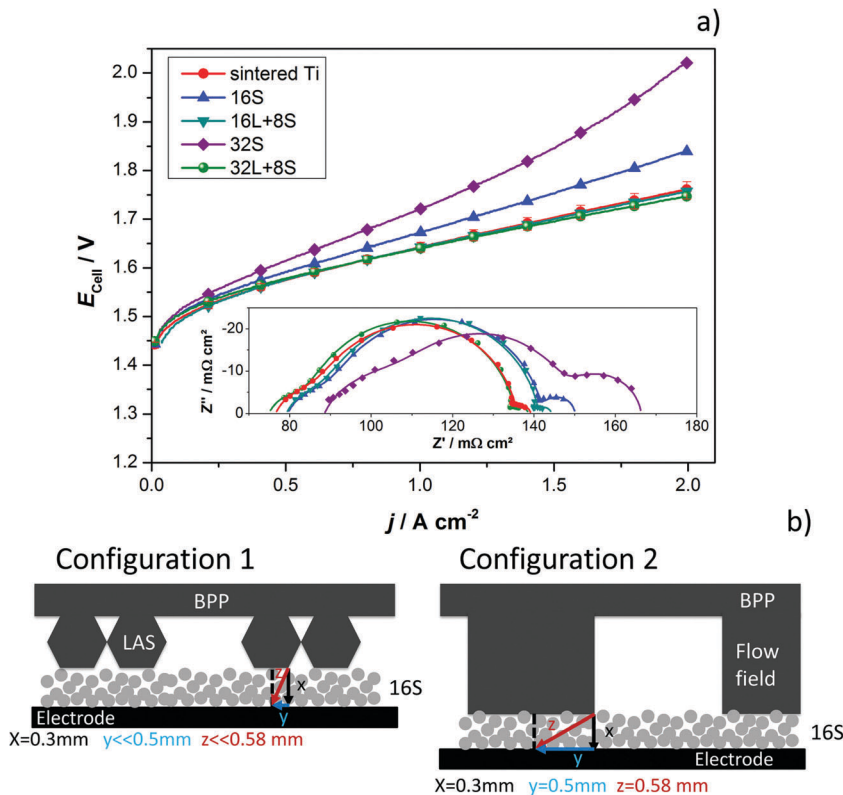 a)
2.0
1.9
1.8
1.7
1.6
1.5
1.4
1.3
1.2
E_Cell / V
sintered Ti
16S
16L+8S
32S
32L+8S
-20
-10
0
Z'' / mΩ cm²
80 100 120 140 160 180
Z' / mΩ cm²
0.0 0.5 1.0 1.5 2.0
j / A cm⁻²
b)
Configuration 1
BPP
LAS
z
x
16S
Electrode
y
X=0.3mm y<<0.5mm z<<0.58 mm
Configuration 2
BPP
Flow
field
z
x
16S
y
Electrode
X=0.3mm y=0.5mm z=0.58 mm